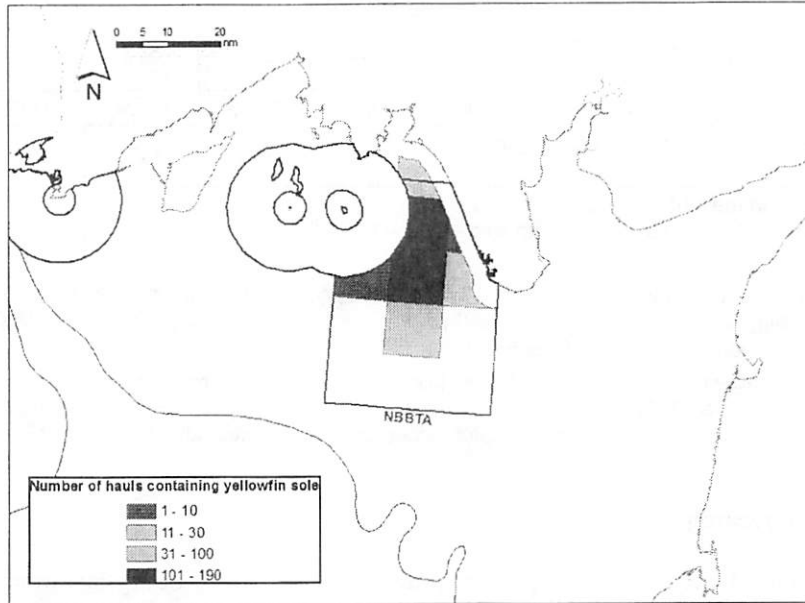 0 5 10 20
nm
N
NBBTA
Number of hauls containing yellowfin sole
1 - 10
11 - 30
31 - 100
101 - 190